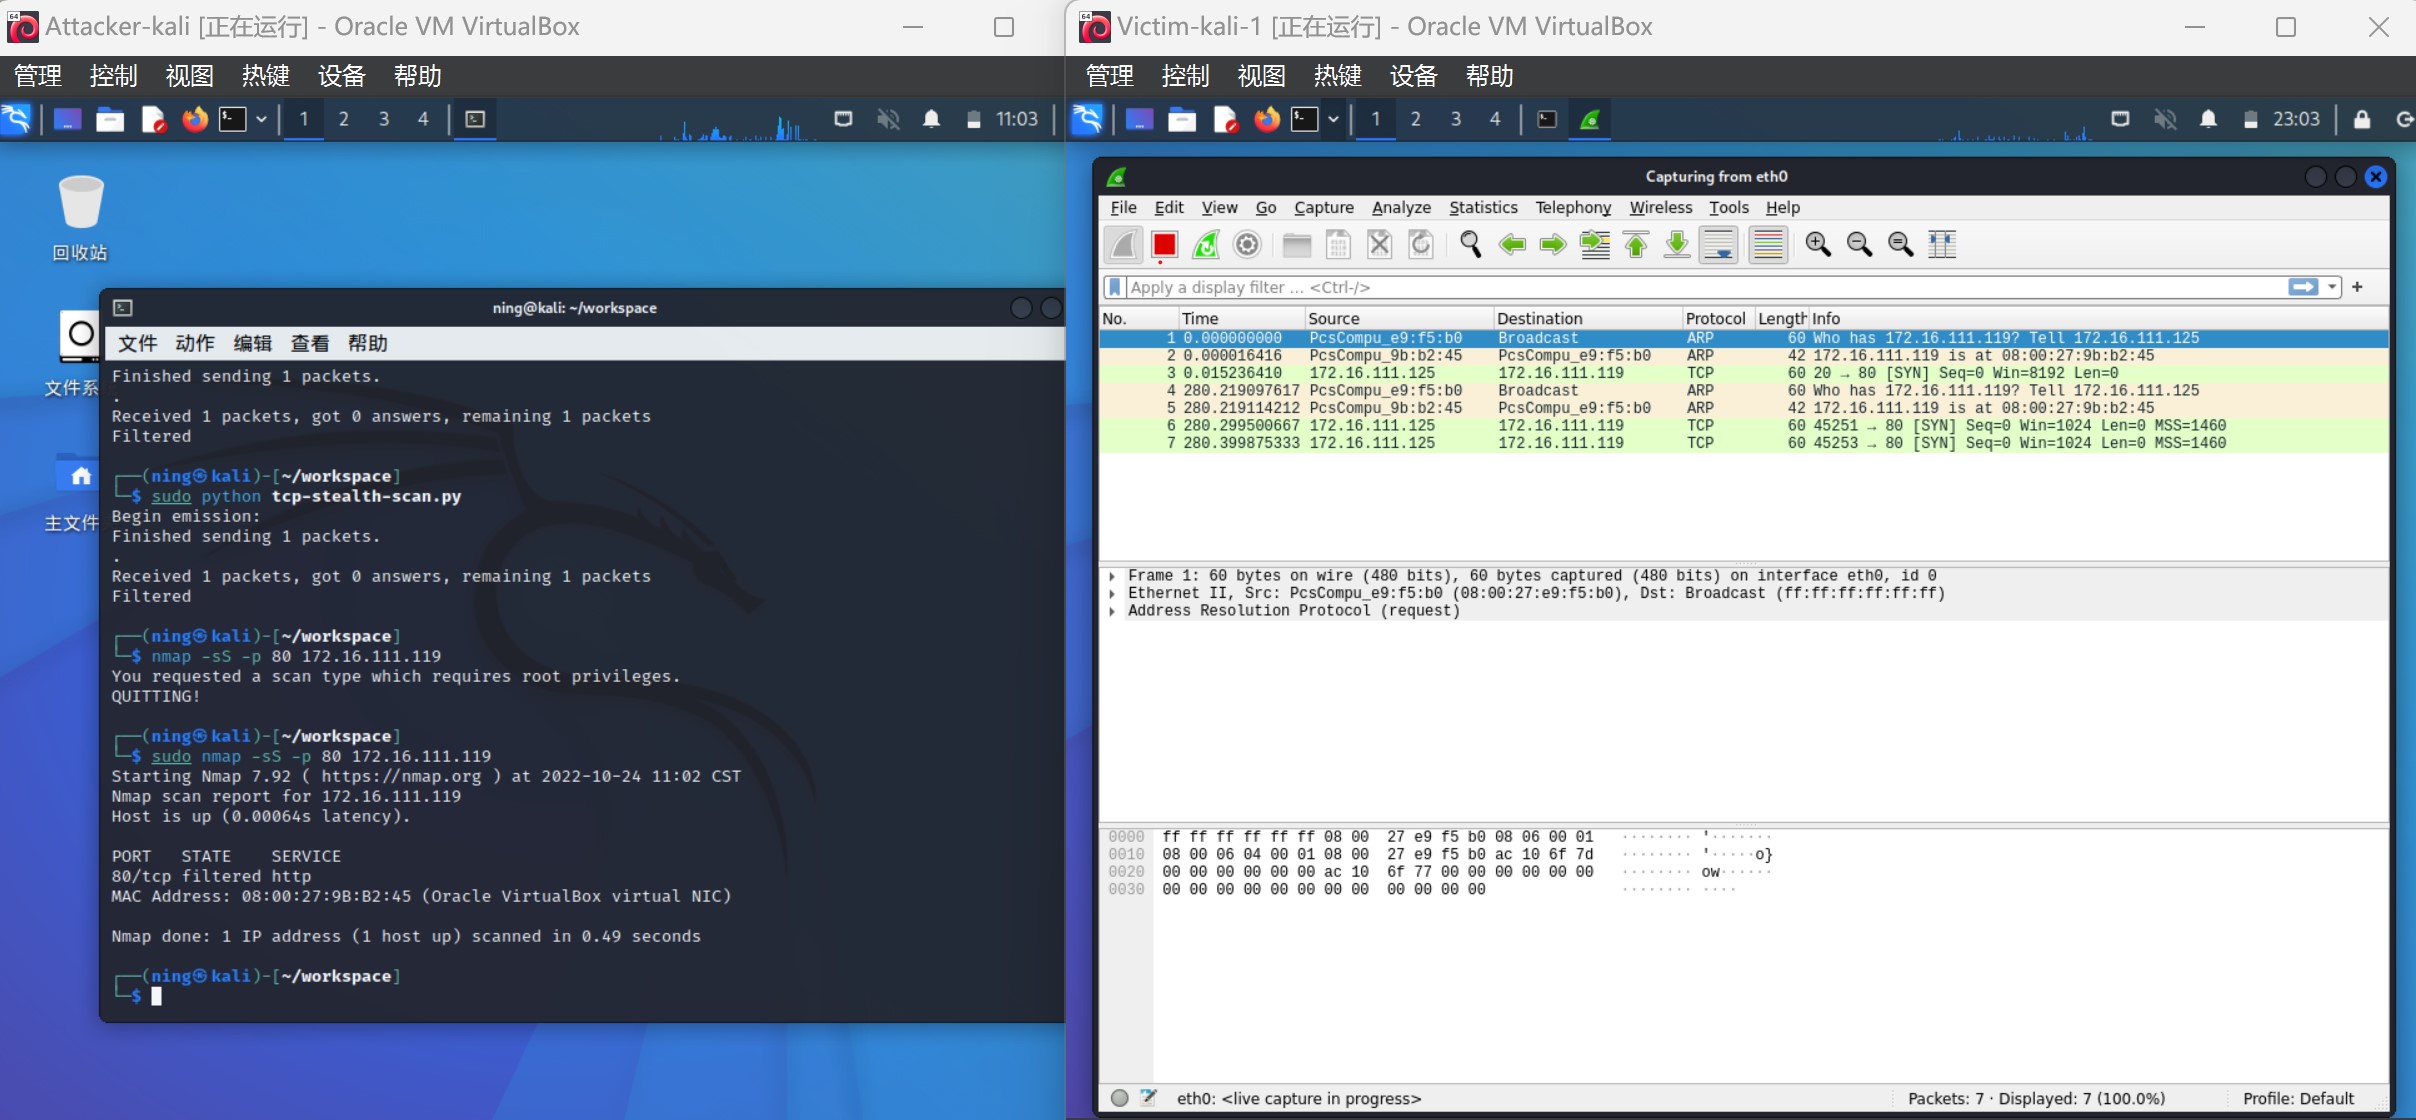 Attacker-kali [正在运行] - Oracle VM VirtualBox
管理 控制 视图 热键 设备 帮助
1 2 3 4 11:03
回收站
文件系
主文件
ning@kali: ~/workspace
文件 动作 编辑 查看 帮助
Finished sending 1 packets.
.
Received 1 packets, got 0 answers, remaining 1 packets
Filtered
┌──(ning㉿kali)-[~/workspace]
└─$ sudo python tcp-stealth-scan.py
Begin emission:
Finished sending 1 packets.
.
Received 1 packets, got 0 answers, remaining 1 packets
Filtered
┌──(ning㉿kali)-[~/workspace]
└─$ nmap -sS -p 80 172.16.111.119
You requested a scan type which requires root privileges.
QUITTING!
┌──(ning㉿kali)-[~/workspace]
└─$ sudo nmap -sS -p 80 172.16.111.119
Starting Nmap 7.92 ( https://nmap.org ) at 2022-10-24 11:02 CST
Nmap scan report for 172.16.111.119
Host is up (0.00064s latency).
PORT STATE SERVICE
80/tcp filtered http
MAC Address: 08:00:27:9B:B2:45 (Oracle VirtualBox virtual NIC)
Nmap done: 1 IP address (1 host up) scanned in 0.49 seconds
┌──(ning㉿kali)-[~/workspace]
└─$
Victim-kali-1 [正在运行] - Oracle VM VirtualBox
管理 控制 视图 热键 设备 帮助
1 2 3 4 23:03
Capturing from eth0
File Edit View Go Capture Analyze Statistics Telephony Wireless Tools Help
Apply a display filter ... <Ctrl-/>
No. Time Source Destination Protocol Length Info
1 0.000000000 PcsCompu_e9:f5:b0 Broadcast ARP 60 Who has 172.16.111.119? Tell 172.16.111.125
2 0.000016416 PcsCompu_9b:b2:45 PcsCompu_e9:f5:b0 ARP 42 172.16.111.119 is at 08:00:27:9b:b2:45
3 0.015236410 172.16.111.125 172.16.111.119 TCP 60 20 → 80 [SYN] Seq=0 Win=8192 Len=0
4 280.219097617 PcsCompu_e9:f5:b0 Broadcast ARP 60 Who has 172.16.111.119? Tell 172.16.111.125
5 280.219114212 PcsCompu_9b:b2:45 PcsCompu_e9:f5:b0 ARP 42 172.16.111.119 is at 08:00:27:9b:b2:45
6 280.299500667 172.16.111.125 172.16.111.119 TCP 60 45251 → 80 [SYN] Seq=0 Win=1024 Len=0 MSS=1460
7 280.399875333 172.16.111.125 172.16.111.119 TCP 60 45253 → 80 [SYN] Seq=0 Win=1024 Len=0 MSS=1460
Frame 1: 60 bytes on wire (480 bits), 60 bytes captured (480 bits) on interface eth0, id 0
Ethernet II, Src: PcsCompu_e9:f5:b0 (08:00:27:e9:f5:b0), Dst: Broadcast (ff:ff:ff:ff:ff:ff)
Address Resolution Protocol (request)
0000 ff ff ff ff ff ff 08 00 27 e9 f5 b0 08 06 00 01 ········ '·······
0010 08 00 06 04 00 01 08 00 27 e9 f5 b0 ac 10 6f 7d ········ '·····o}
0020 00 00 00 00 00 00 ac 10 6f 77 00 00 00 00 00 00 ········ ow······
0030 00 00 00 00 00 00 00 00 00 00 00 00 ········ ····
eth0: <live capture in progress> Packets: 7 · Displayed: 7 (100.0%) Profile: Default